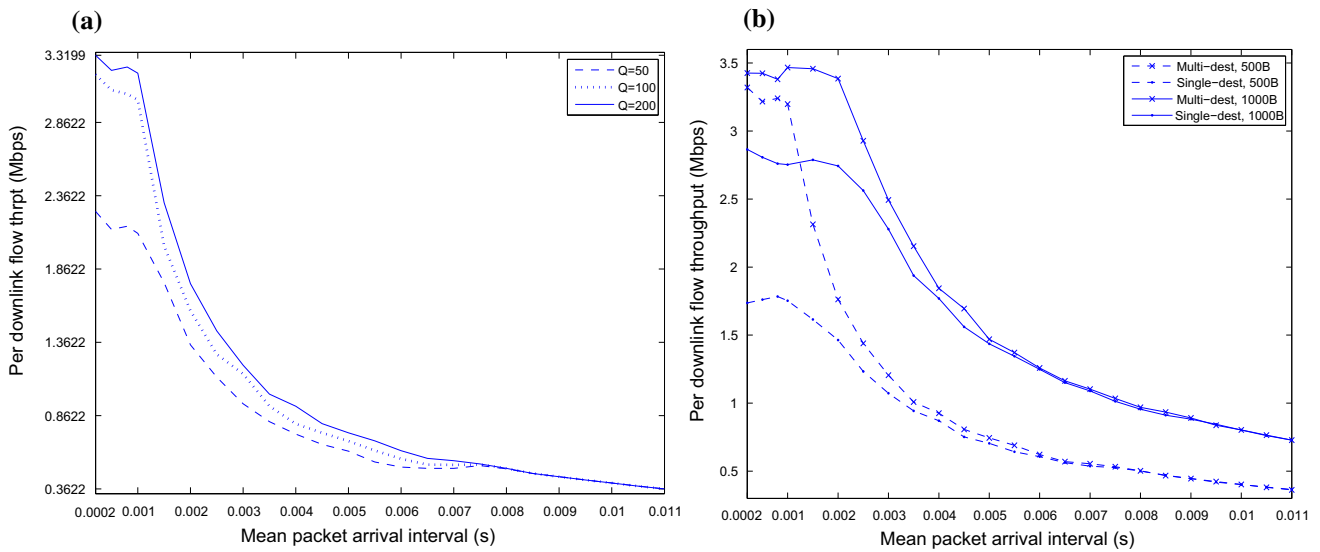 (a)
3.3199
2.8622
2.3622
1.8622
1.3622
0.8622
0.3622
Per downlink flow thrpt (Mbps)
Q=50
Q=100
Q=200
0.0002 0.001 0.002 0.003 0.004 0.005 0.006 0.007 0.008 0.009 0.01 0.011
Mean packet arrival interval (s)
(b)
3.5
3
2.5
2
1.5
1
0.5
Per downlink flow throughput (Mbps)
Multi-dest, 500B
Single-dest, 500B
Multi-dest, 1000B
Single-dest, 1000B
0.0002 0.001 0.002 0.003 0.004 0.005 0.006 0.007 0.008 0.009 0.01 0.011
Mean packet arrival interval (s)